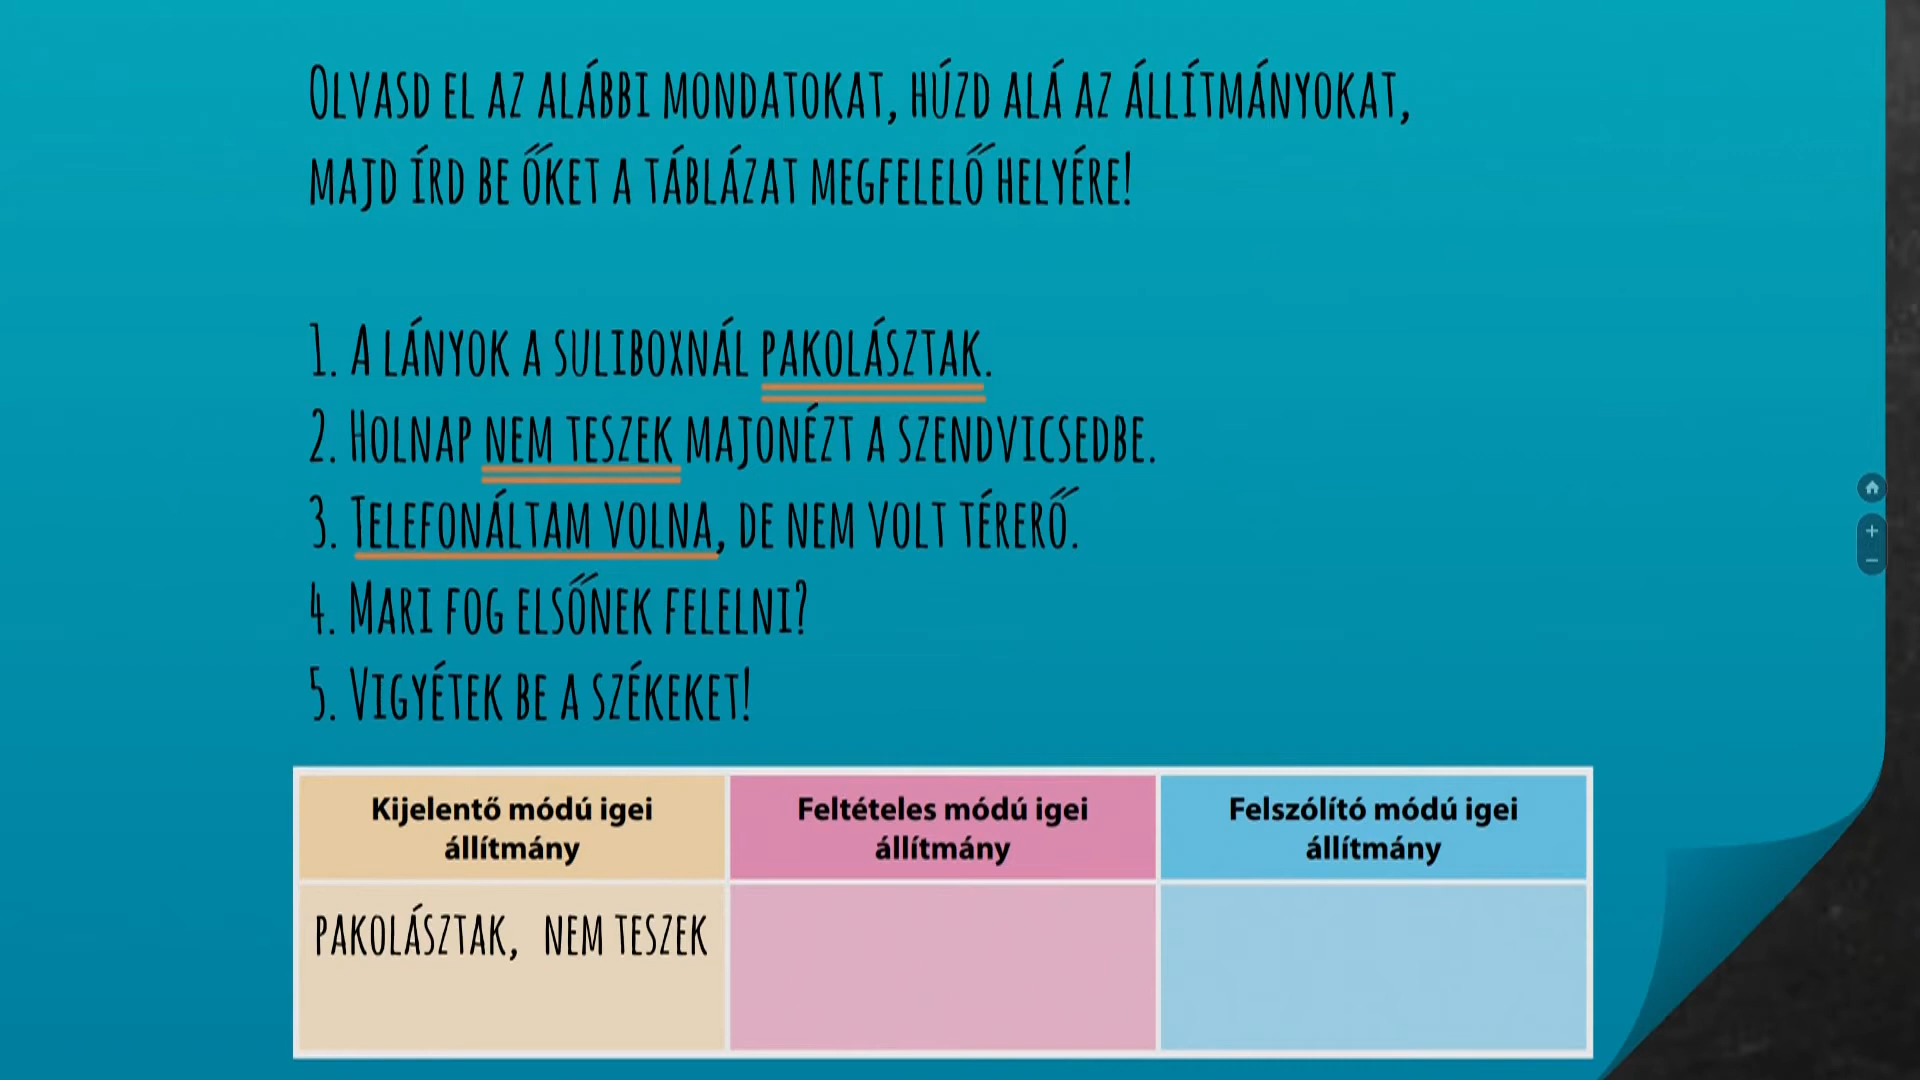 Olvasd el az alábbi mondatokat, húzd alá az állítmányokat,
majd írd be őket a táblázat megfelelő helyére!
1. A lányok a suliboxnál pakolásztak.
2. Holnap nem teszek majonézt a szendvicsedbe.
3. Telefonáltam volna, de nem volt térerő.
4. Mari fog elsőnek felelni?
5. Vigyétek be a székeket!
Kijelentő módú igei
állítmány
Feltételes módú igei
állítmány
Felszólító módú igei
állítmány
pakolásztak, nem teszek